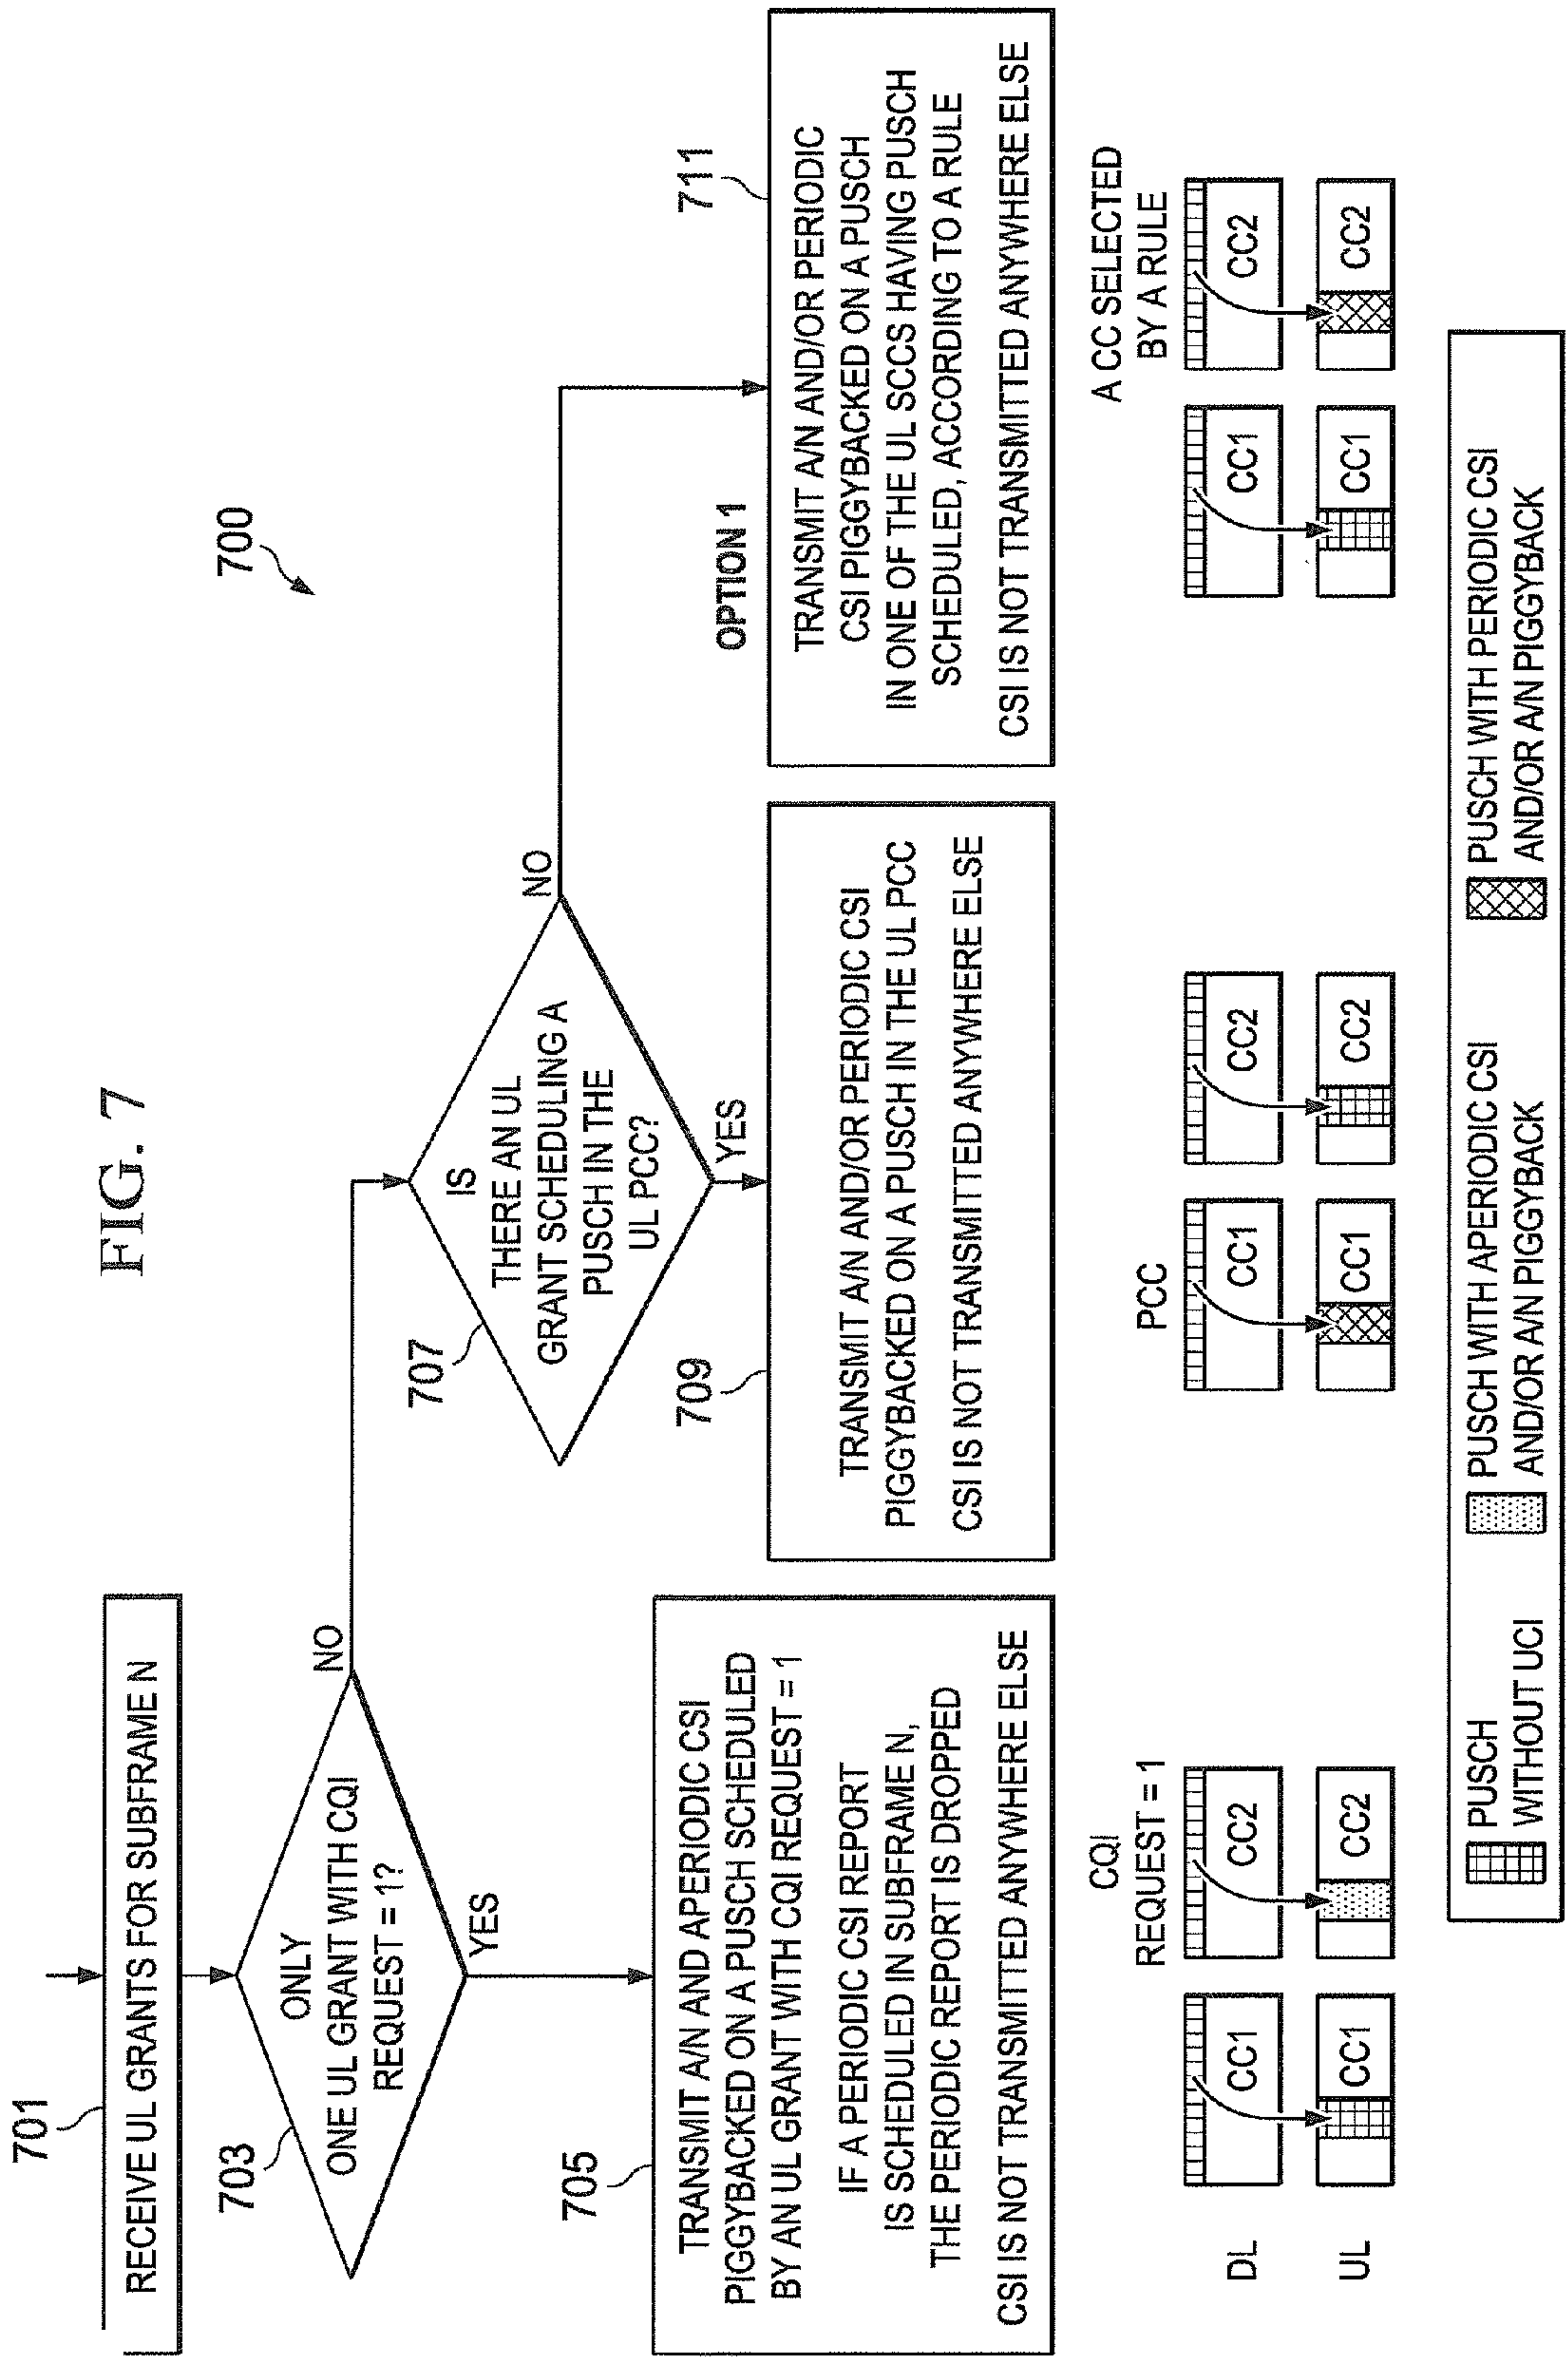 FIG. 7
700
701
RECEIVE UL GRANTS FOR SUBFRAME N
703
ONLY
ONE UL GRANT WITH CQI
REQUEST = 1?
NO
YES
705
TRANSMIT A/N AND APERIODIC CSI
PIGGYBACKED ON A PUSCH SCHEDULED
BY AN UL GRANT WITH CQI REQUEST = 1
IF A PERIODIC CSI REPORT
IS SCHEDULED IN SUBFRAME N,
THE PERIODIC REPORT IS DROPPED
CSI IS NOT TRANSMITTED ANYWHERE ELSE
707
IS
THERE AN UL
GRANT SCHEDULING A
PUSCH IN THE
UL PCC?
NO
YES
709
TRANSMIT A/N AND/OR PERIODIC CSI
PIGGYBACKED ON A PUSCH IN THE UL PCC
CSI IS NOT TRANSMITTED ANYWHERE ELSE
OPTION 1
711
TRANSMIT A/N AND/OR PERIODIC
CSI PIGGYBACKED ON A PUSCH
IN ONE OF THE UL SCCS HAVING PUSCH
SCHEDULED, ACCORDING TO A RULE
CSI IS NOT TRANSMITTED ANYWHERE ELSE
CQI
REQUEST = 1
DL
CC1
CC2
UL
CC1
CC2
PCC
CC1
CC2
CC1
CC2
A CC SELECTED
BY A RULE
CC1
CC2
CC1
CC2
PUSCH
WITHOUT UCI
PUSCH WITH APERIODIC CSI
AND/OR A/N PIGGYBACK
PUSCH WITH PERIODIC CSI
AND/OR A/N PIGGYBACK